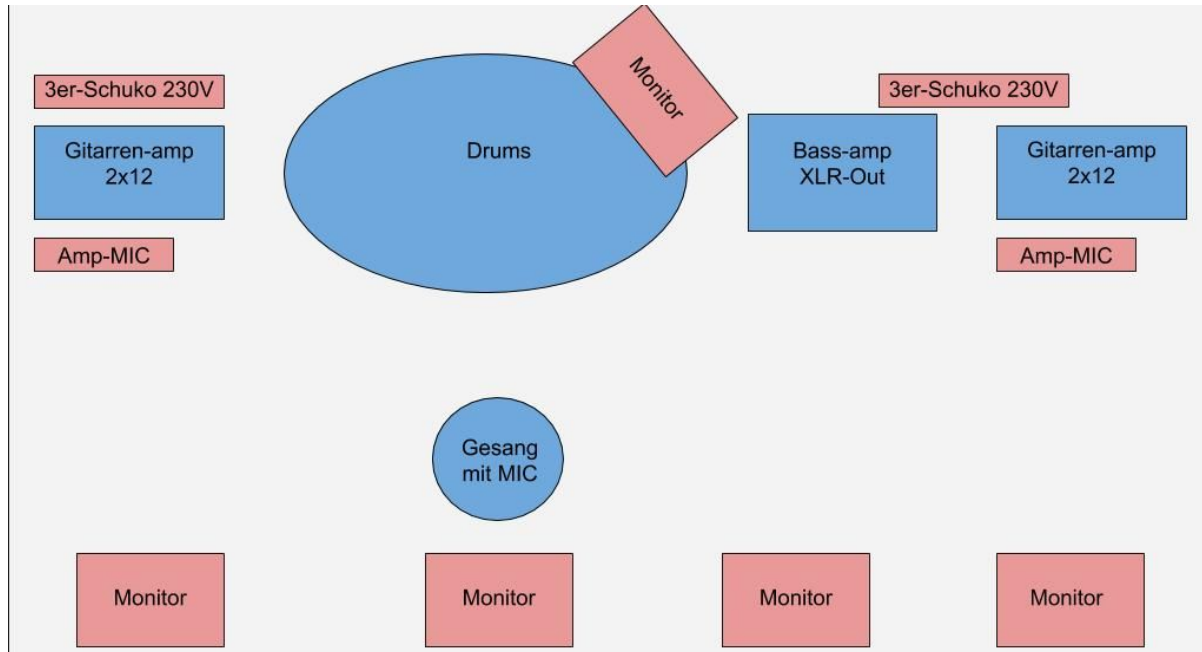 Monitor
3er-Schuko 230V
3er-Schuko 230V
Gitarren-amp
2x12
Drums
Bass-amp
XLR-Out
Gitarren-amp
2x12
Amp-MIC
Amp-MIC
Gesang
mit MIC
Monitor
Monitor
Monitor
Monitor